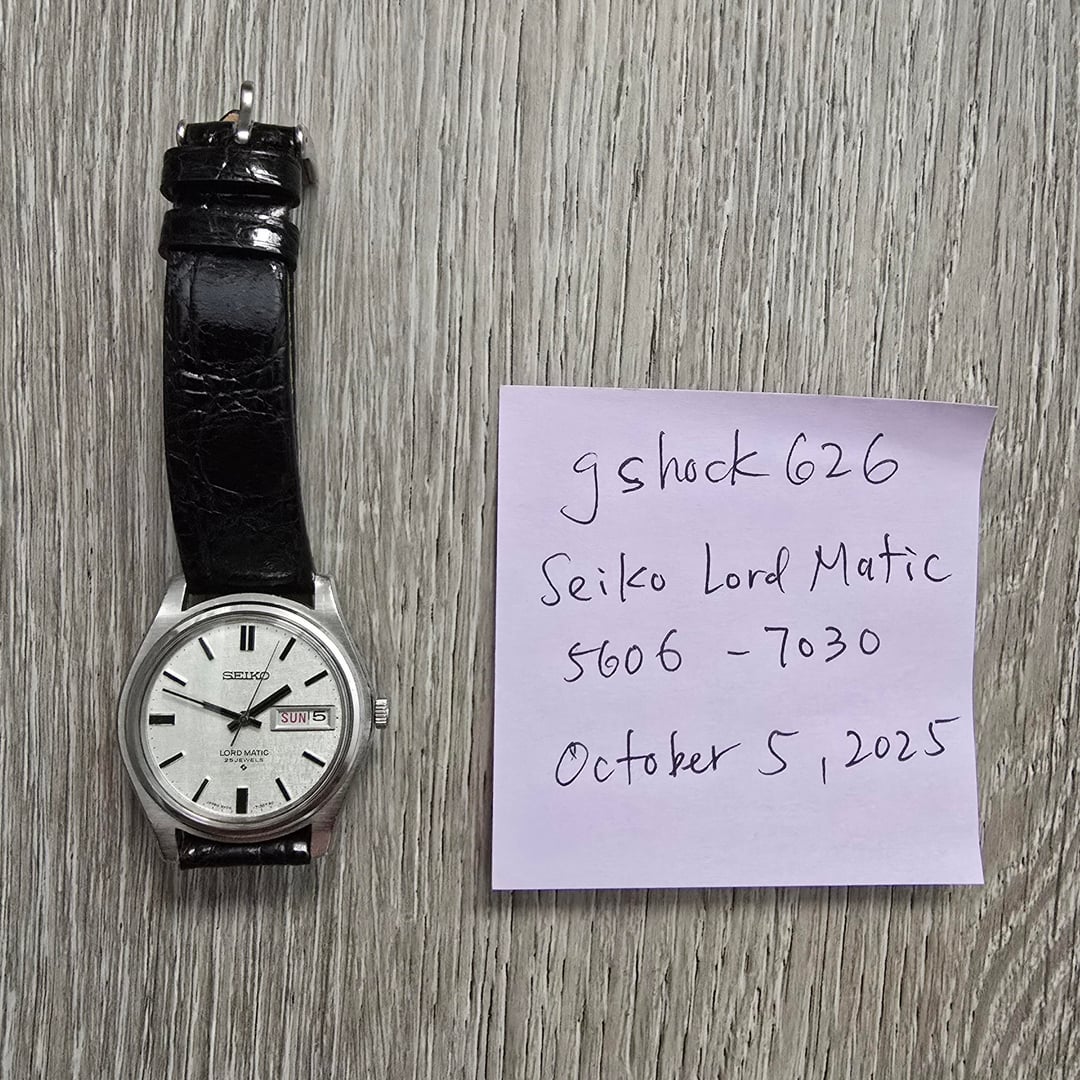 SEIKO
SUN 5
LORD MATIC
25 JEWELS
gshock626
Seiko Lord Matic
5606 - 7030
October 5, 2025